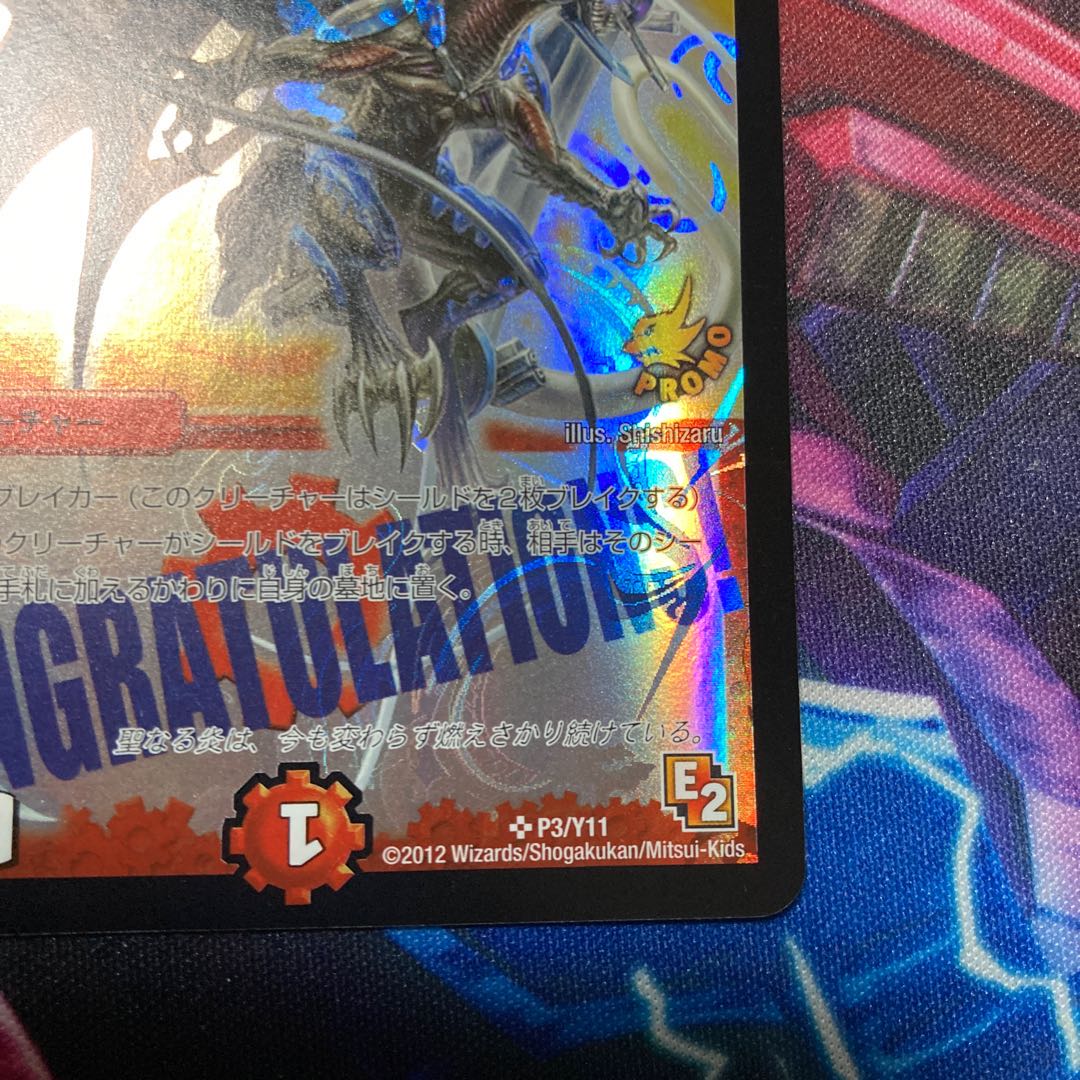 PROMO
ーチャー
illus. Shishizaru
ブレイカー（このクリーチャーはシールドを２枚ブレイクする）
クリーチャーがシールドをブレイクする時、相手はそのシー
手札に加えるかわりに自身の墓地に置く。
NGRATULATIONS!
聖なる炎は、今も変わらず燃えさかり続けている。
E2
1
P3/Y11
©2012 Wizards/Shogakukan/Mitsui-Kids